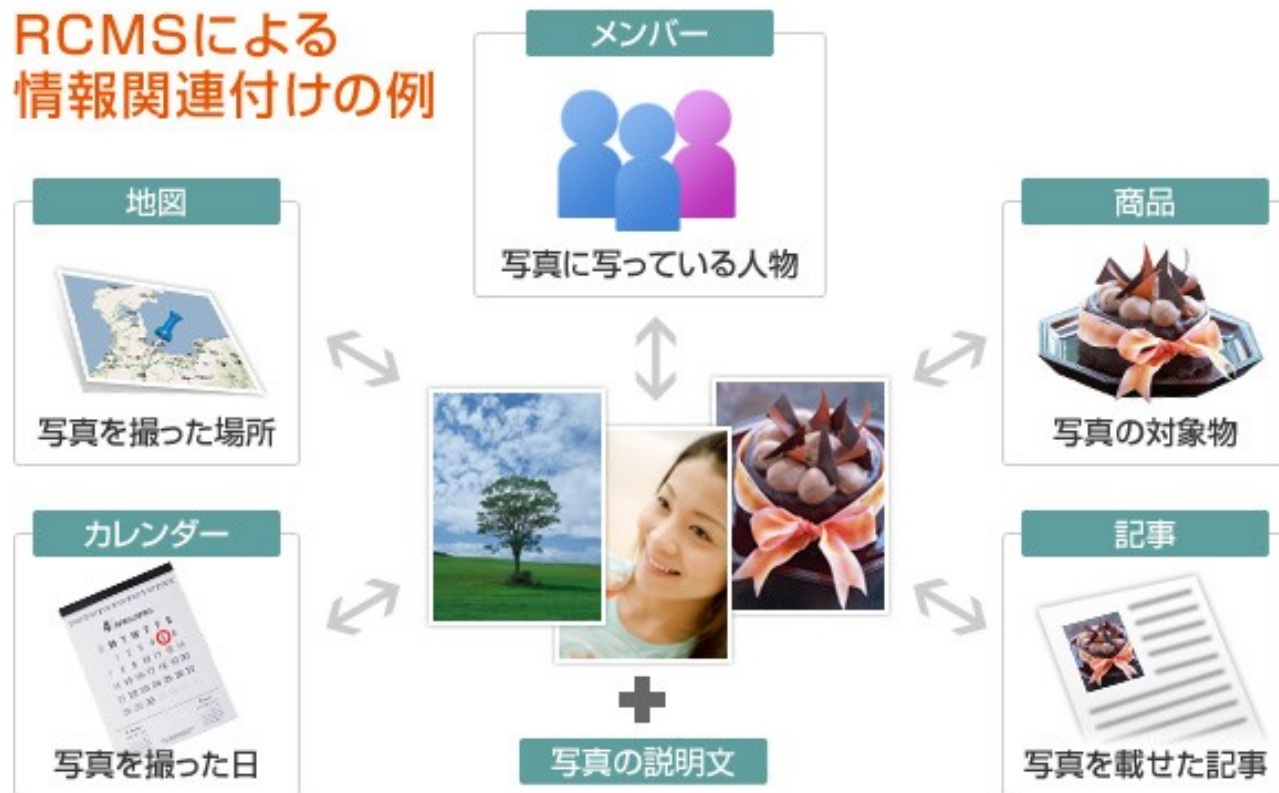 RCMSによる
情報関連付けの例
メンバー
写真に写っている人物
地図
写真を撮った場所
商品
写真の対象物
カレンダー
写真を撮った日
記事
写真を載せた記事
写真の説明文